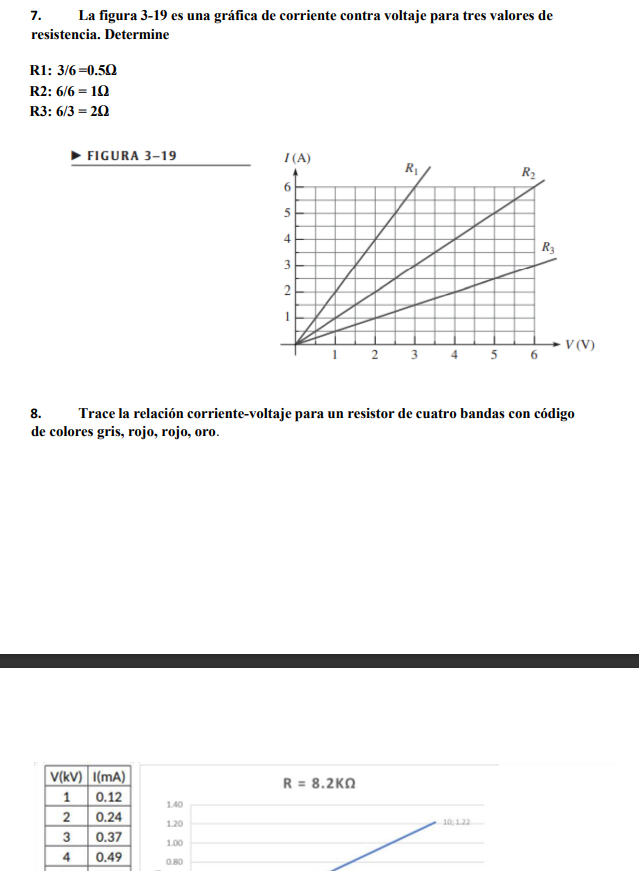 7. La figura 3-19 es una gráfica de corriente contra voltaje para tres valores de
resistencia. Determine
R1: 3/6 =0.5Ω
R2: 6/6 = 1Ω
R3: 6/3 = 2Ω
▶ FIGURA 3–19
I (A)
R1
R2
6
5
4
R3
3
2
1
V (V)
1 2 3 4 5 6
8. Trace la relación corriente-voltaje para un resistor de cuatro bandas con código
de colores gris, rojo, rojo, oro.
V(kV) I(mA)
1 0.12
2 0.24
3 0.37
4 0.49
R = 8.2KΩ
1.40
1.20
10; 1.22
1.00
0.80